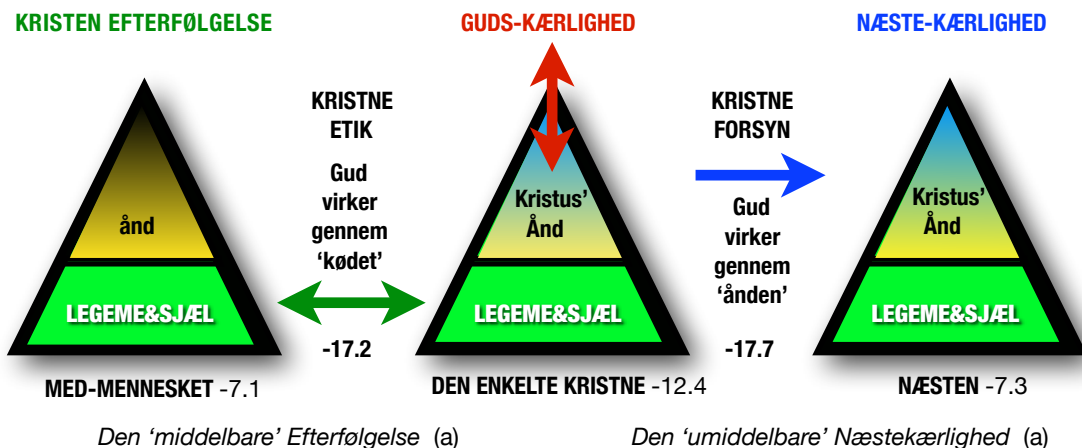 KRISTEN EFTERFØLGELSE
GUDS-KÆRLIGHED
NÆSTE-KÆRLIGHED
KRISTNE
ETIK
Gud
virker
gennem
'kødet'
-17.2
KRISTNE
FORSYN
Gud
virker
gennem
'ånden'
-17.7
ånd
LEGEME&SJÆL
Kristus'
Ånd
LEGEME&SJÆL
Kristus'
Ånd
LEGEME&SJÆL
MED-MENNESKET -7.1
DEN ENKELTE KRISTNE -12.4
NÆSTEN -7.3
Den 'middelbare' Efterfølgelse (a)
Den 'umiddelbare' Næstekærlighed (a)